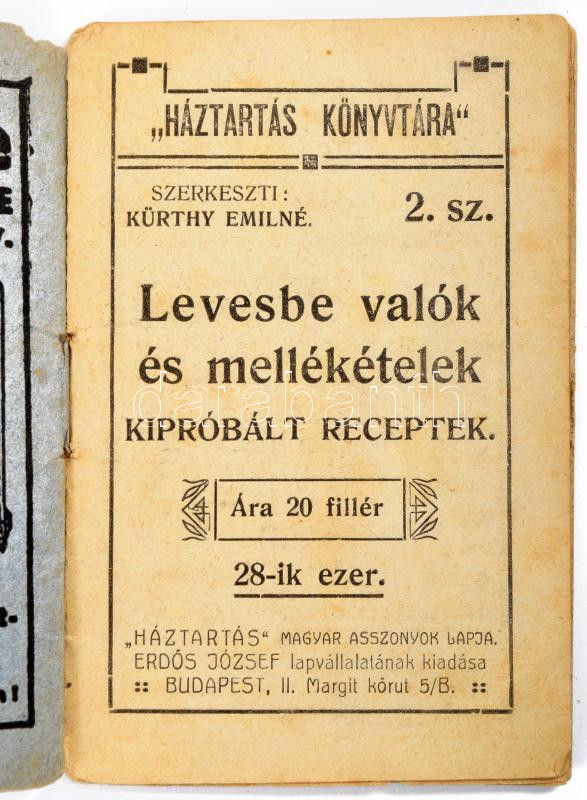 „HÁZTARTÁS KÖNYVTÁRA“
SZERKESZTI:
KÜRTHY EMILNÉ.
2. sz.
Levesbe valók
és mellékételek
KIPRÓBÁLT RECEPTEK.
Ára 20 fillér
28-ik ezer.
„HÁZTARTÁS“ MAGYAR ASSZONYOK LAPJA.
ERDŐS JÓZSEF lapvállalatának kiadása
:: BUDAPEST, II. Margit körut 5/B. ::
darabanth